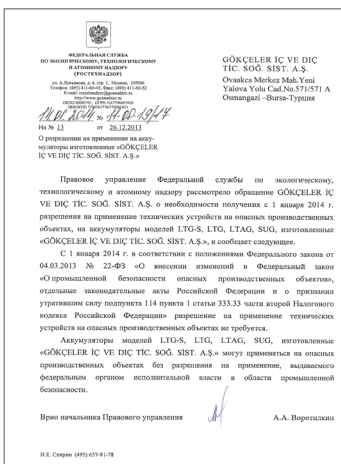 ФЕДЕРАЛЬНАЯ СЛУЖБА
ПО ЭКОЛОГИЧЕСКОМУ, ТЕХНОЛОГИЧЕСКОМУ
И АТОМНОМУ НАДЗОРУ
(РОСТЕХНАДЗОР)
ул. А.Лукьянова, д. 4, стр. 1, Москва, 105066
Телефон: (495) 411-60-43, Факс: (495) 411-60-52
E-mail: rostehnadzor@gosnadzor.ru
http://www.gosnadzor.ru
На № 13 от 26.12.2013
О разрешении на применение на акку-
муляторы изготовленные «GÖKÇELER
İÇ VE DIÇ TİC. SOĞ. SİST. A.Ş.»
GÖKÇELER İÇ VE DIÇ
TİC. SOĞ. SİST. A.Ş.
Ovaakca Merkez Mah.Yeni
Yalova Yolu Cad.No.571/571 A
Osmangazi –Bursa-Турция
Правовое управление Федеральной службы по экологическому,
технологическому и атомному надзору рассмотрело обращение GÖKÇELER İÇ
VE DIÇ TİC. SOĞ. SİST. A.Ş. о необходимости получения с 1 января 2014 г.
разрешения на применение технических устройств на опасных производственных
объектах, на аккумуляторы моделей LTG-S, LTG, LTAG, SUG, изготовленные
«GÖKÇELER İÇ VE DIÇ TİC. SOĞ. SİST. A.Ş.», и сообщает следующее.
С 1 января 2014 г. в соответствии с положениями Федерального закона от
04.03.2013 № 22-ФЗ «О внесении изменений в Федеральный закон
«О промышленной безопасности опасных производственных объектов»,
отдельные законодательные акты Российской Федерации и о признании
утратившим силу подпункта 114 пункта 1 статьи 333.33 части второй Налогового
кодекса Российской Федерации» разрешение на применение технических
устройств на опасных производственных объектах не требуется.
Аккумуляторы моделей LTG-S, LTG, LTAG, SUG, изготовленные
«GÖKÇELER İÇ VE DIÇ TİC. SOĞ. SİST. A.Ş.» могут применяться на опасных
производственных объектах без разрешения на применение, выдаваемого
федеральным органом исполнительной власти в области промышленной
безопасности.
Врио начальника Правового управления А.А. Воротилкин
И.Е. Спирин (495) 657-91-78